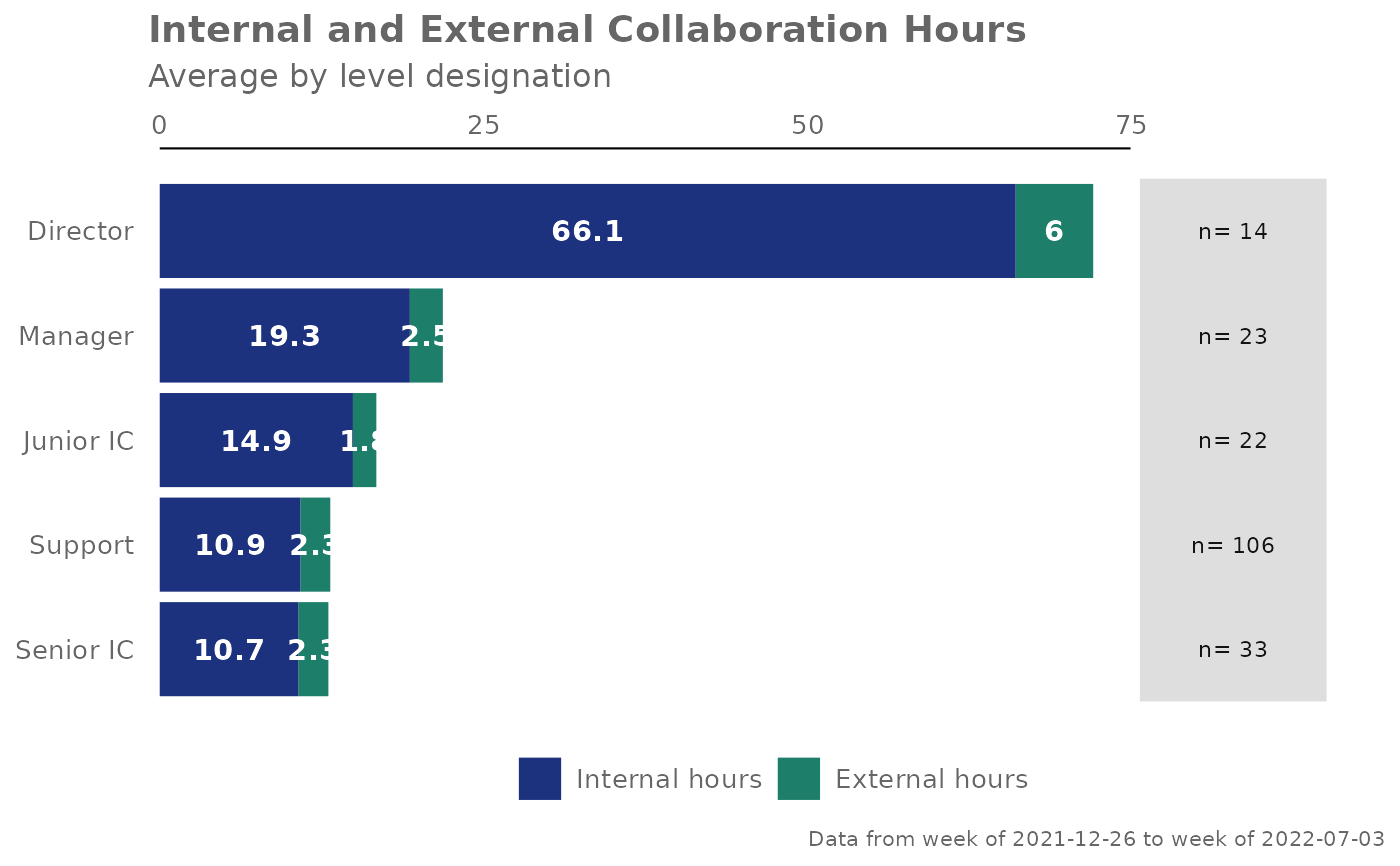 Internal and External Collaboration Hours
Average by level designation
0 25 50 75
Director 66.1 6 n= 14
Manager 19.3 2.5 n= 23
Junior IC 14.9 1.8 n= 22
Support 10.9 2.3 n= 106
Senior IC 10.7 2.3 n= 33
Internal hours External hours
Data from week of 2021-12-26 to week of 2022-07-03